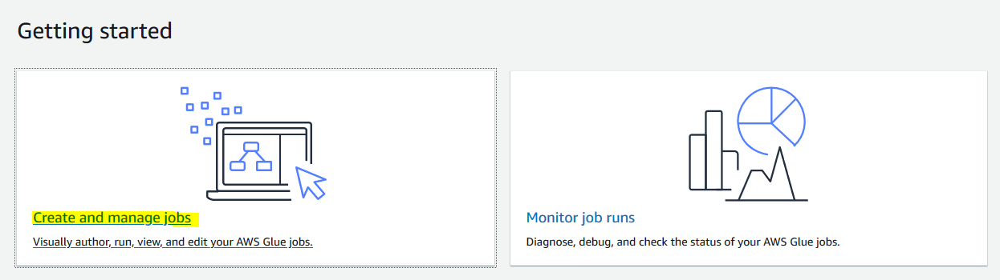 Getting started
Create and manage jobs
Visually author, run, view, and edit your AWS Glue jobs.
Monitor job runs
Diagnose, debug, and check the status of your AWS Glue jobs.